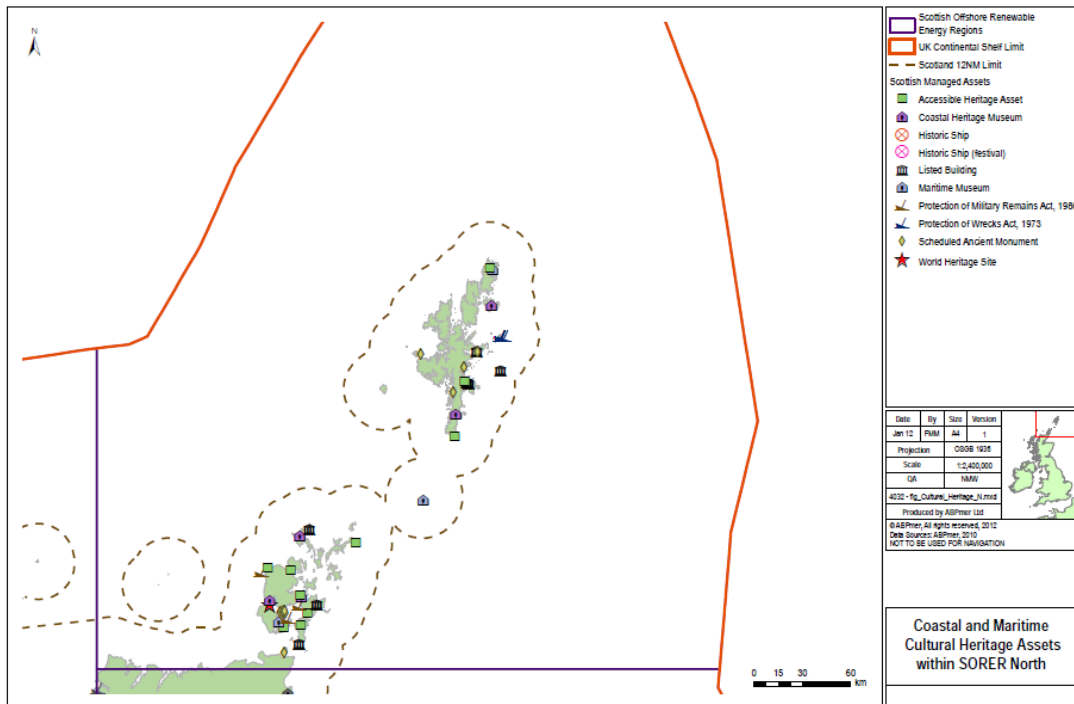 N
0 15 30 60
km
Scottish Offshore Renewable
Energy Regions
UK Continental Shelf Limit
Scotland 12NM Limit
Scottish Managed Assets
Accessible Heritage Asset
Coastal Heritage Museum
Historic Ship
Historic Ship (festival)
Listed Building
Maritime Museum
Protection of Military Remains Act, 198
Protection of Wrecks Act, 1973
Scheduled Ancient Monument
World Heritage Site
Date By Size Version
Jan 12 FMM A4 1
Projection OSGB 1936
Scale 1:2,400,000
QA NMW
4032 - fig_Cultural_Heritage_N.mxd
Produced by ABPmer Ltd
© ABPmer, All rights reserved, 2012
Data Sources: ABPmer, 2010
NOT TO BE USED FOR NAVIGATION
Coastal and Maritime
Cultural Heritage Assets
within SORER North